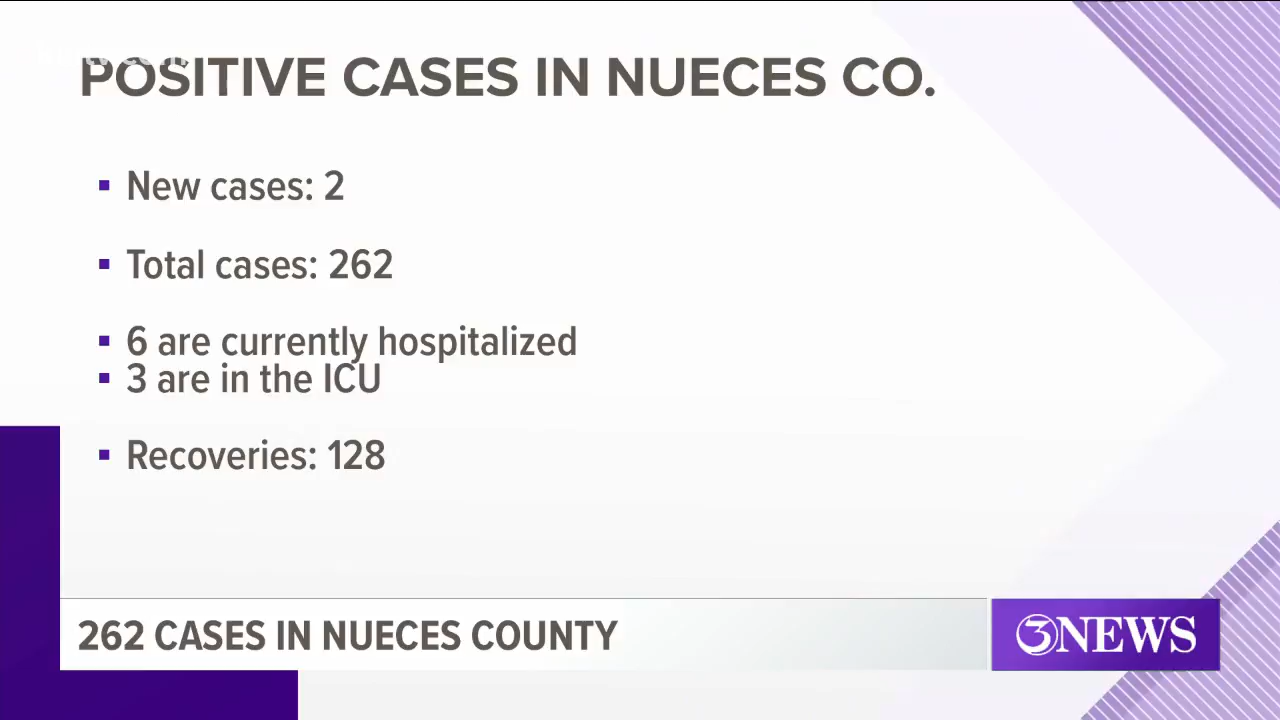 POSITIVE CASES IN NUECES CO.
▪ New cases: 2
▪ Total cases: 262
▪ 6 are currently hospitalized
▪ 3 are in the ICU
▪ Recoveries: 128
262 CASES IN NUECES COUNTY
3NEWS